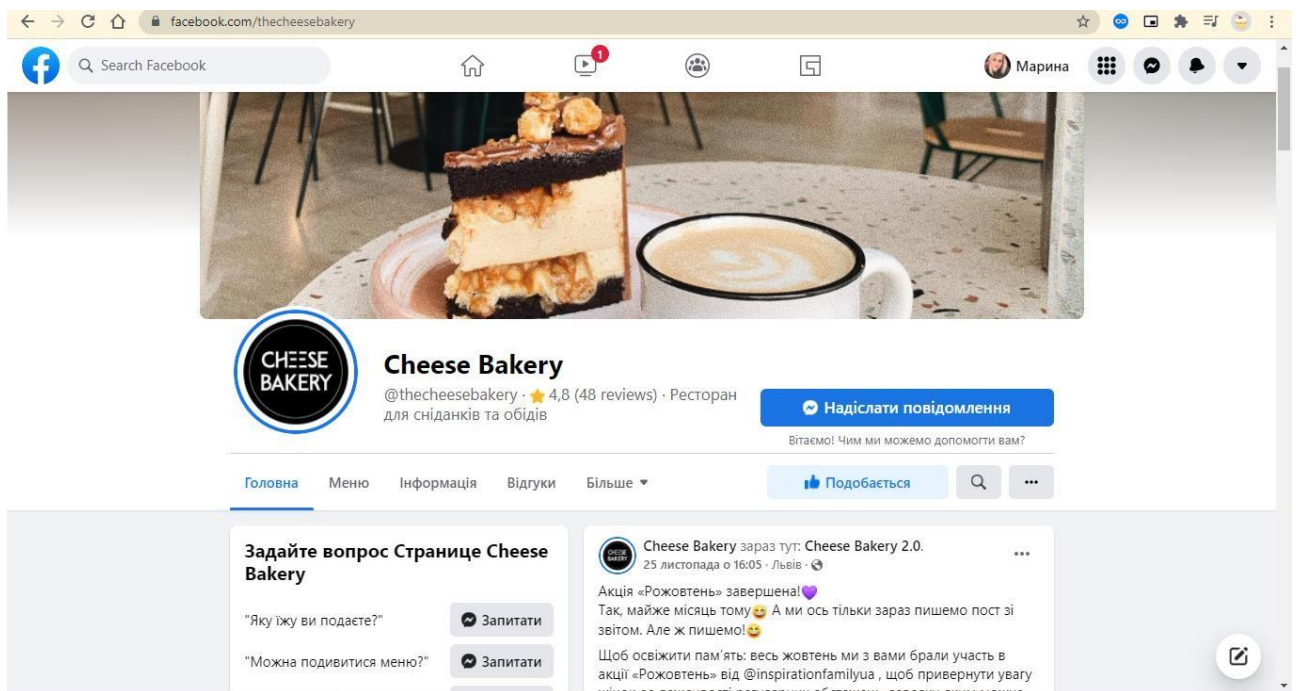 facebook.com/thecheesebakery
Search Facebook
1
Марина
CHEESE
BAKERY
Cheese Bakery
@thecheesebakery · 4,8 (48 reviews) · Ресторан
для сніданків та обідів
Надіслати повідомлення
Вітаємо! Чим ми можемо допомогти вам?
Головна Меню Інформація Відгуки Більше
Подобається
Задайте вопрос Странице Cheese
Bakery
"Яку їжу ви подаєте?" Запитати
"Можна подивитися меню?" Запитати
Cheese Bakery зараз тут: Cheese Bakery 2.0.
25 листопада о 16:05 · Львів ·
Акція «Рожовтень» завершена!💜
Так, майже місяць тому😅 А ми ось тільки зараз пишемо пост зі
звітом. Але ж пишемо!😅
Щоб освіжити пам'ять: весь жовтень ми з вами брали участь в
акції «Рожовтень» від @inspirationfamilyua , щоб привернути увагу